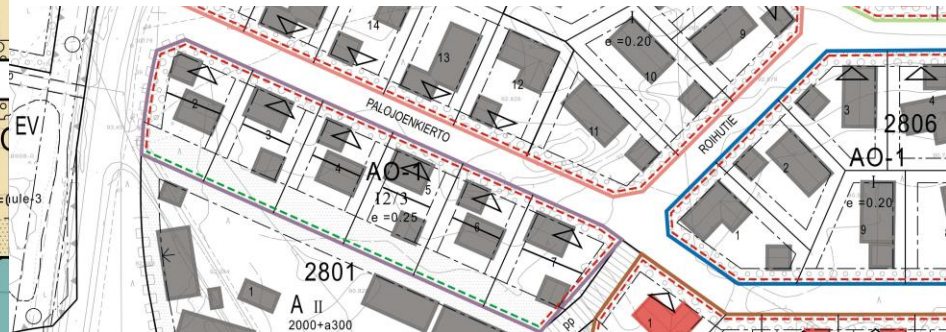 14
13
12
I
e =0.20
10
9
11
PALOJOENKIERTO
ROIHUTIE
2806
AO-1
I
e =0.20
3
4
2
1
9
EV
2
3
4
AO-1
5
I2/3
e =0.25
6
7
2801
A II
2000+a300
1
pp
1